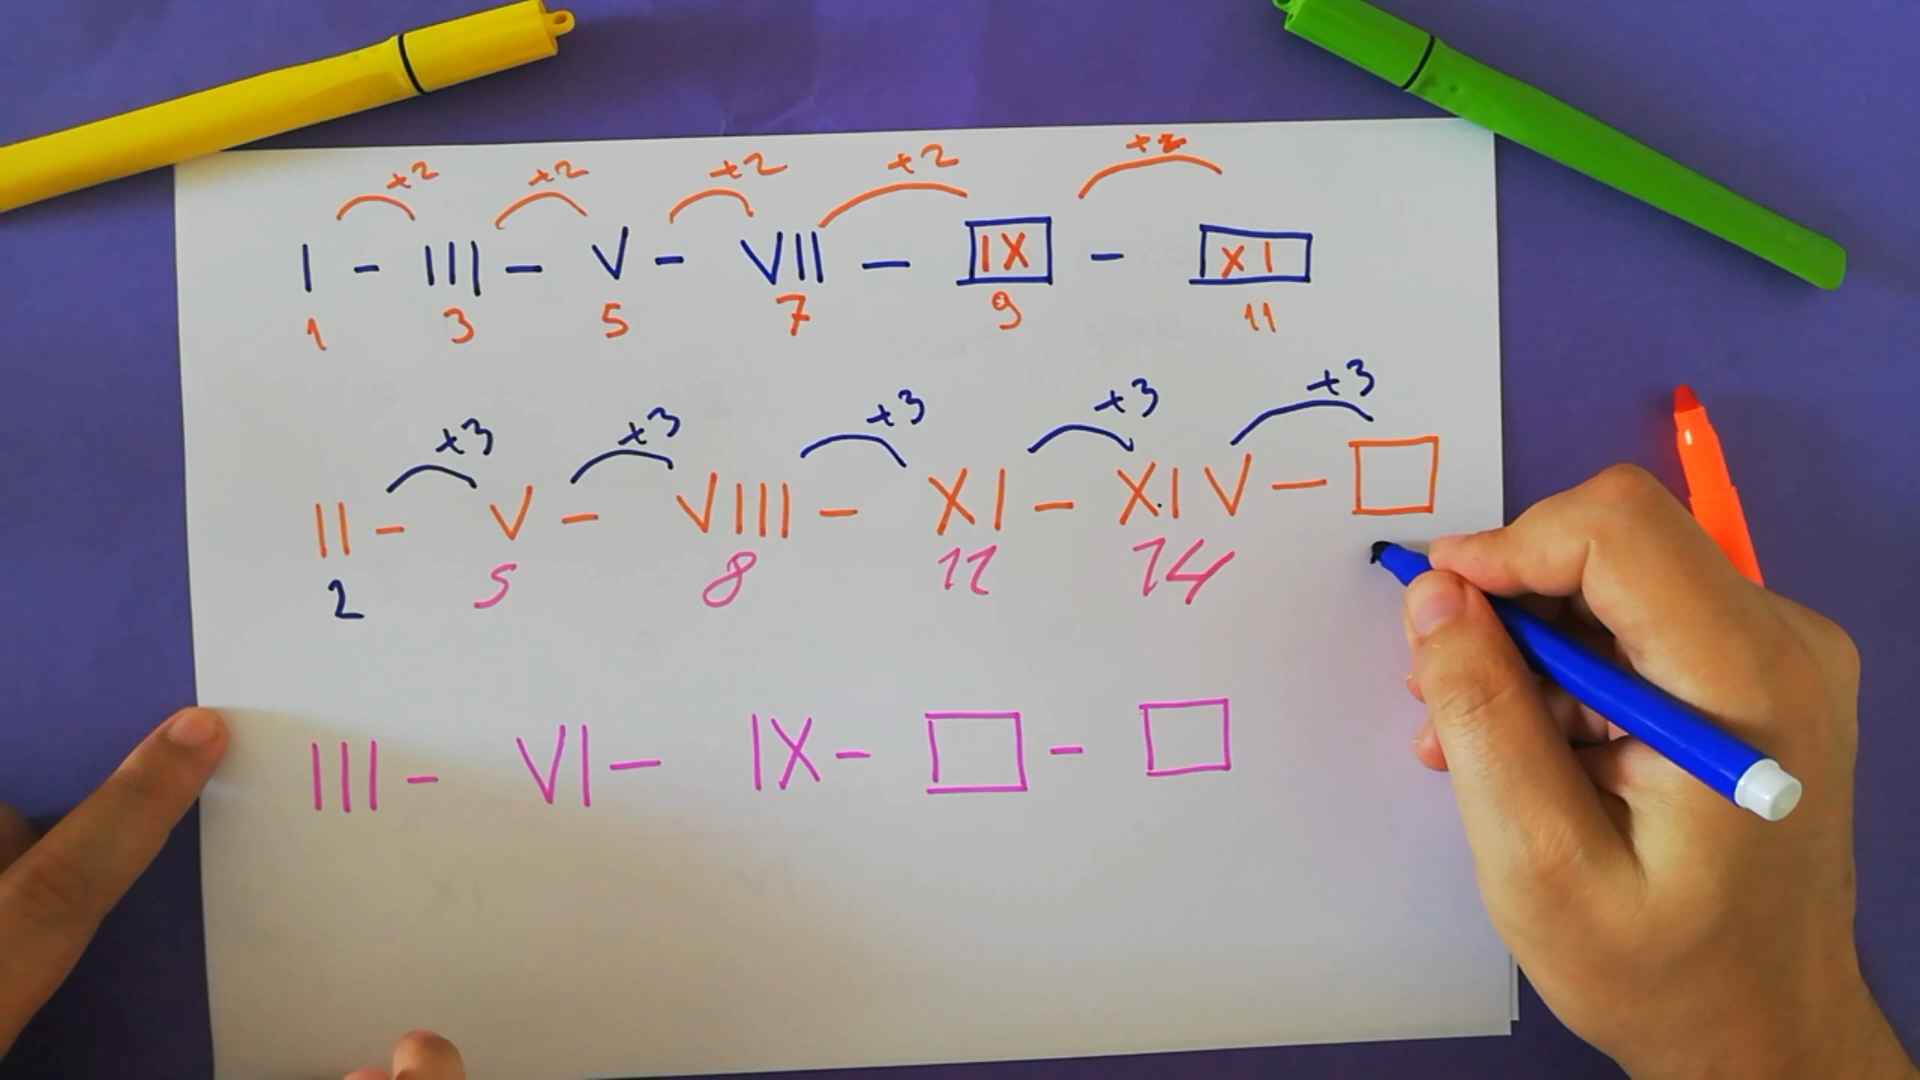 +2 +2 +2 +2 +2
I - III - V - VII - IX - XI
1 3 5 7 9 11
+3 +3 +3 +3 +3
II - V - VIII - XI - XIV -
2 5 8 11 14
III - VI - IX - -